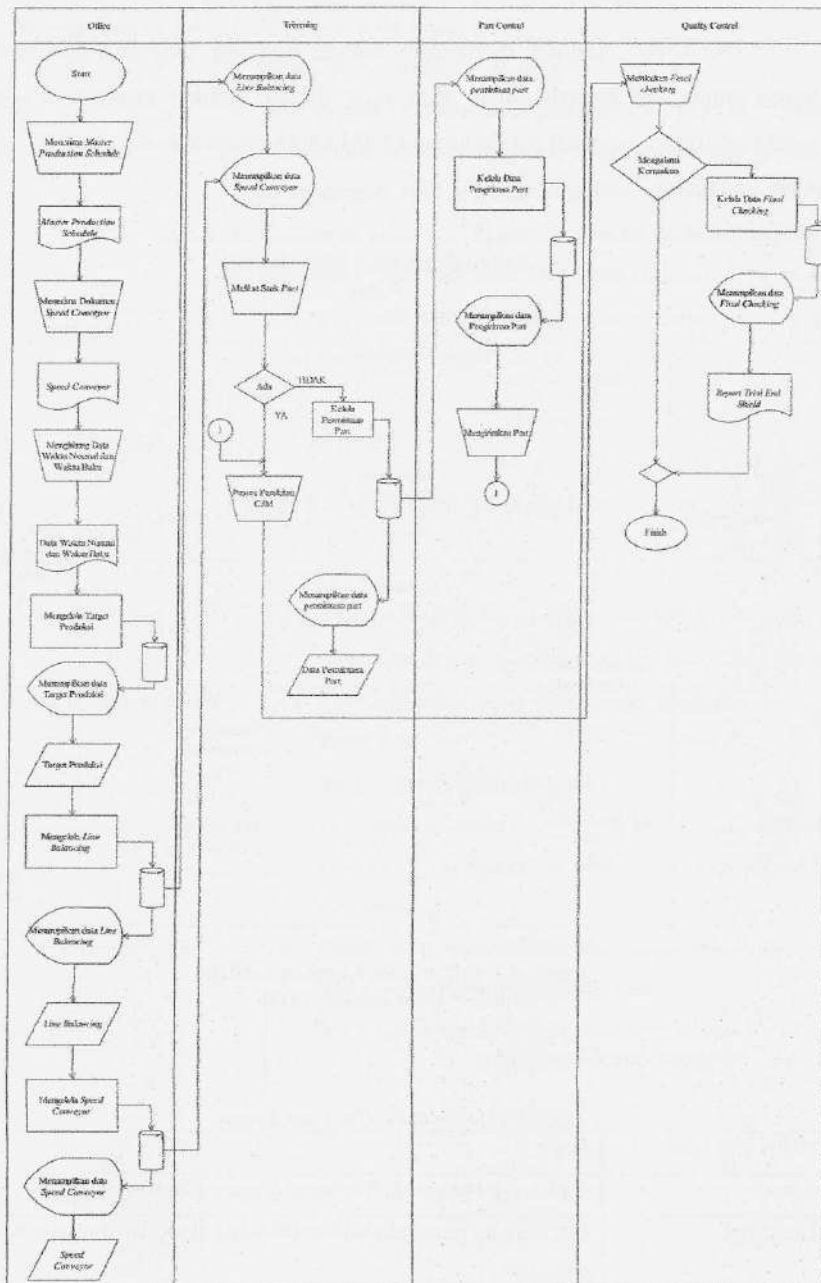 Office
Start
Menerima Master
Production Schedule
Master Production
Schedule
Menerima Dokumen
Speed Conveyor
Speed Conveyor
Menghitung Data
Waktu Normal dan
Waktu Baku
Data Waktu Normal
dan Waktu Baku
Mengelola Target
Produksi
Menampilkan data
Target Produksi
Target Produksi
Mengelola Line
Balancing
Menampilkan data Line
Balancing
Line Balancing
Mengelola Speed
Conveyor
Menampilkan data
Speed Conveyor
Speed
Conveyor
Trimming
Menampilkan data
Line Balancing
Menampilkan data
Speed Conveyor
Melihat Stok Part
Ada
TIDAK
YA
Kelola
Permintaan
Part
1
Proses Perakitan
Menampilkan data
permintaan part
Data Permintaan
Part
Part Control
Menampilkan data
permintaan part
Kelola Data
Pengiriman Part
Menampilkan data
Pengiriman Part
Mengirimkan Part
1
Quality Control
Melakukan Final
checking
Mengalami
Kerusakan
Kelola Data Final
Checking
Menampilkan data
Final Checking
Report Trial End
Shield
Finish